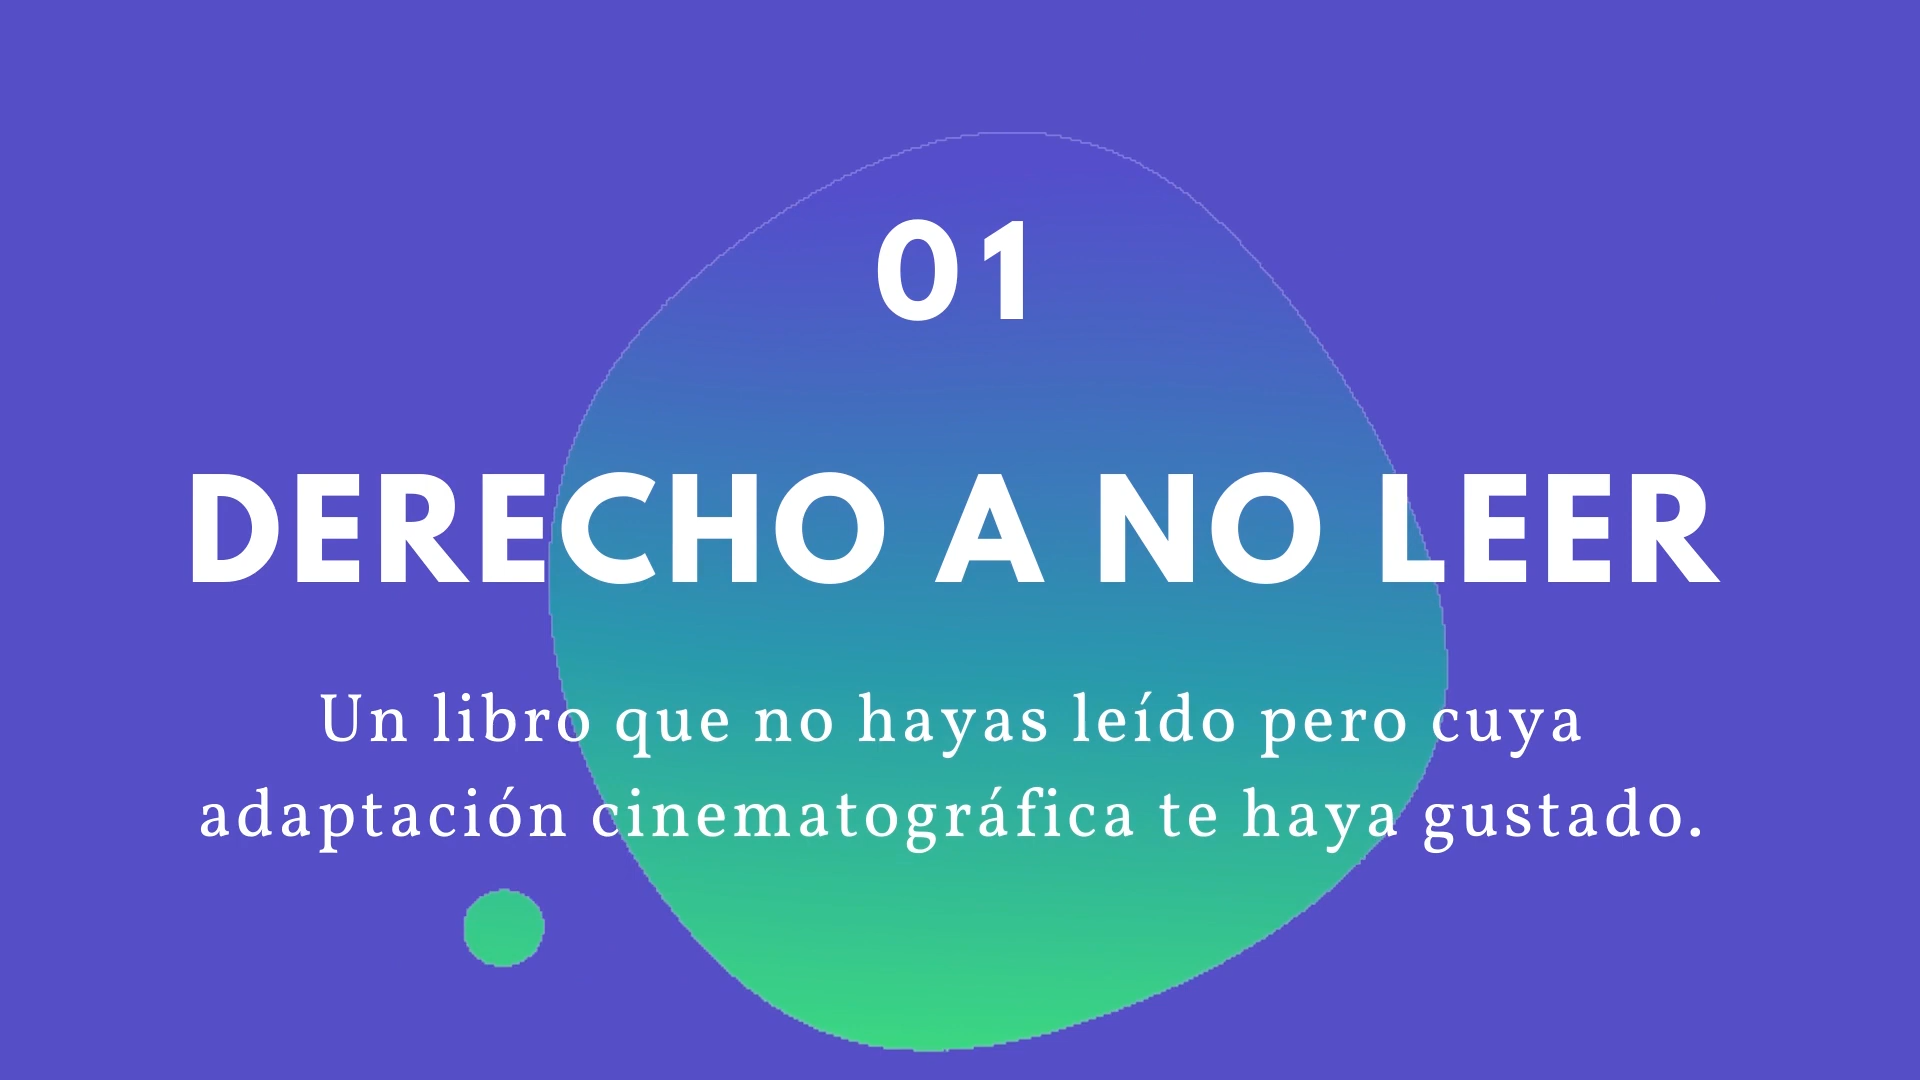 01
DERECHO A NO LEER
Un libro que no hayas leído pero cuya
adaptación cinematográfica te haya gustado.